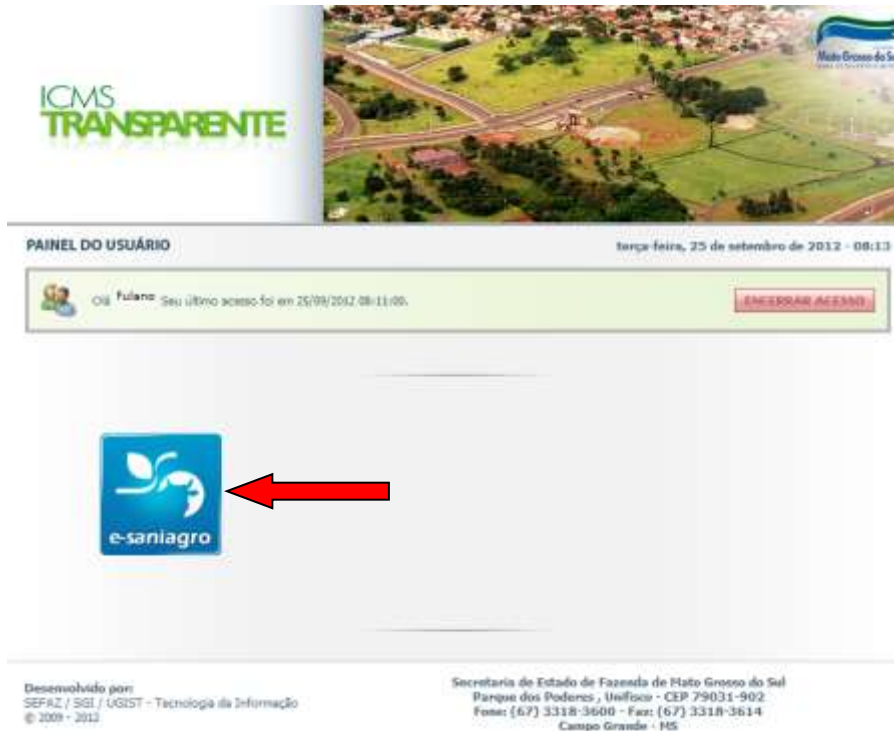 ICMS
TRANSPARENTE
Mato Grosso do Sul
PAINEL DO USUÁRIO
terça-feira, 25 de setembro de 2012 - 08:13
Olá Fulano Seu último acesso foi em 25/09/2012 08:11:00.
ENCERRAR ACESSO
e-saniagro
Desenvolvido por:
SEFAZ / SGI / UGIST - Tecnologia da Informação
© 2009 - 2012
Secretaria de Estado de Fazenda de Mato Grosso do Sul
Parque dos Poderes , Unifisco - CEP 79031-902
Fone: (67) 3318-3600 - Fax: (67) 3318-3614
Campo Grande - MS